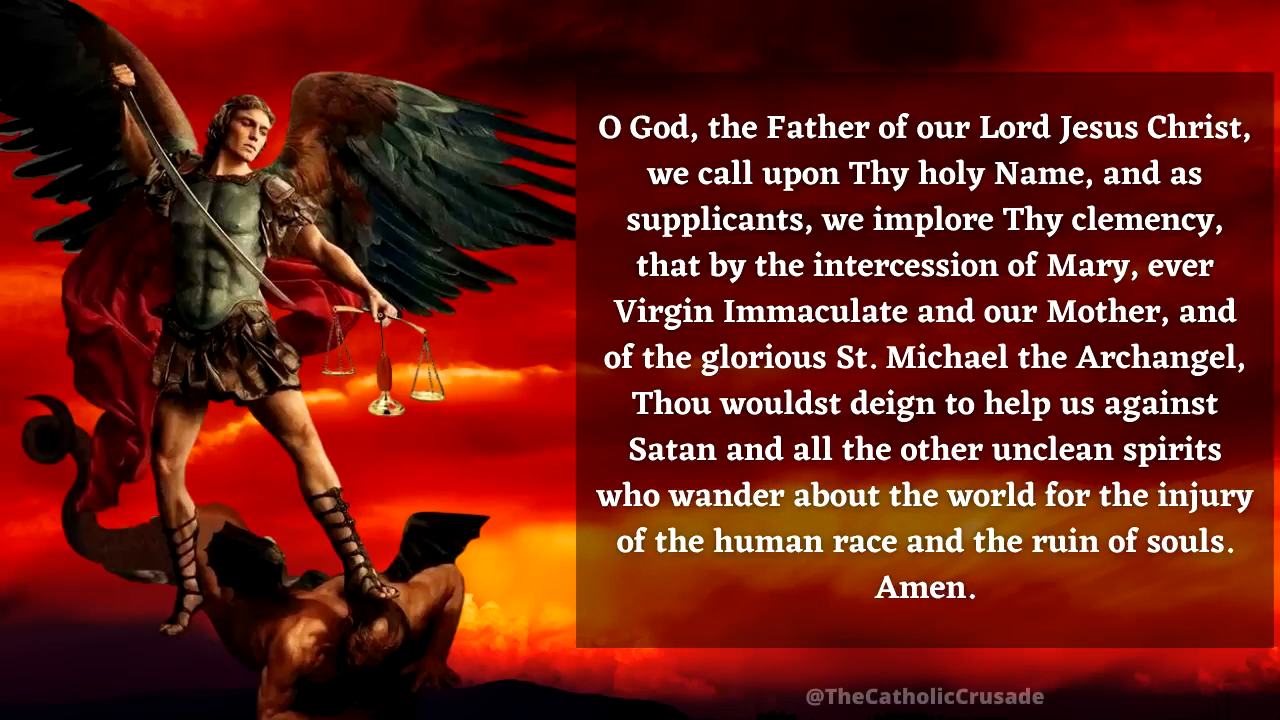 O God, the Father of our Lord Jesus Christ,
we call upon Thy holy Name, and as
supplicants, we implore Thy clemency,
that by the intercession of Mary, ever
Virgin Immaculate and our Mother, and
of the glorious St. Michael the Archangel,
Thou wouldst deign to help us against
Satan and all the other unclean spirits
who wander about the world for the injury
of the human race and the ruin of souls.
Amen.
@TheCatholicCrusade